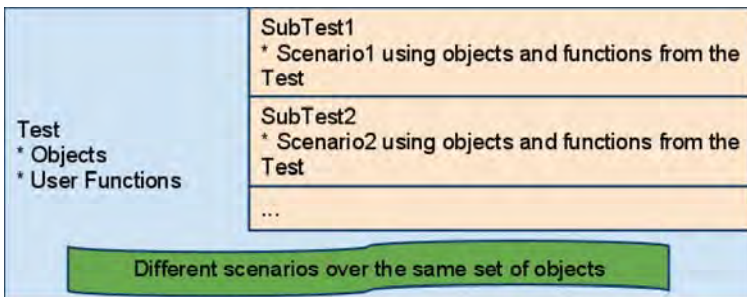 Test
* Objects
* User Functions
SubTest1
* Scenario1 using objects and functions from the
Test
SubTest2
* Scenario2 using objects and functions from the
Test
...
Different scenarios over the same set of objects